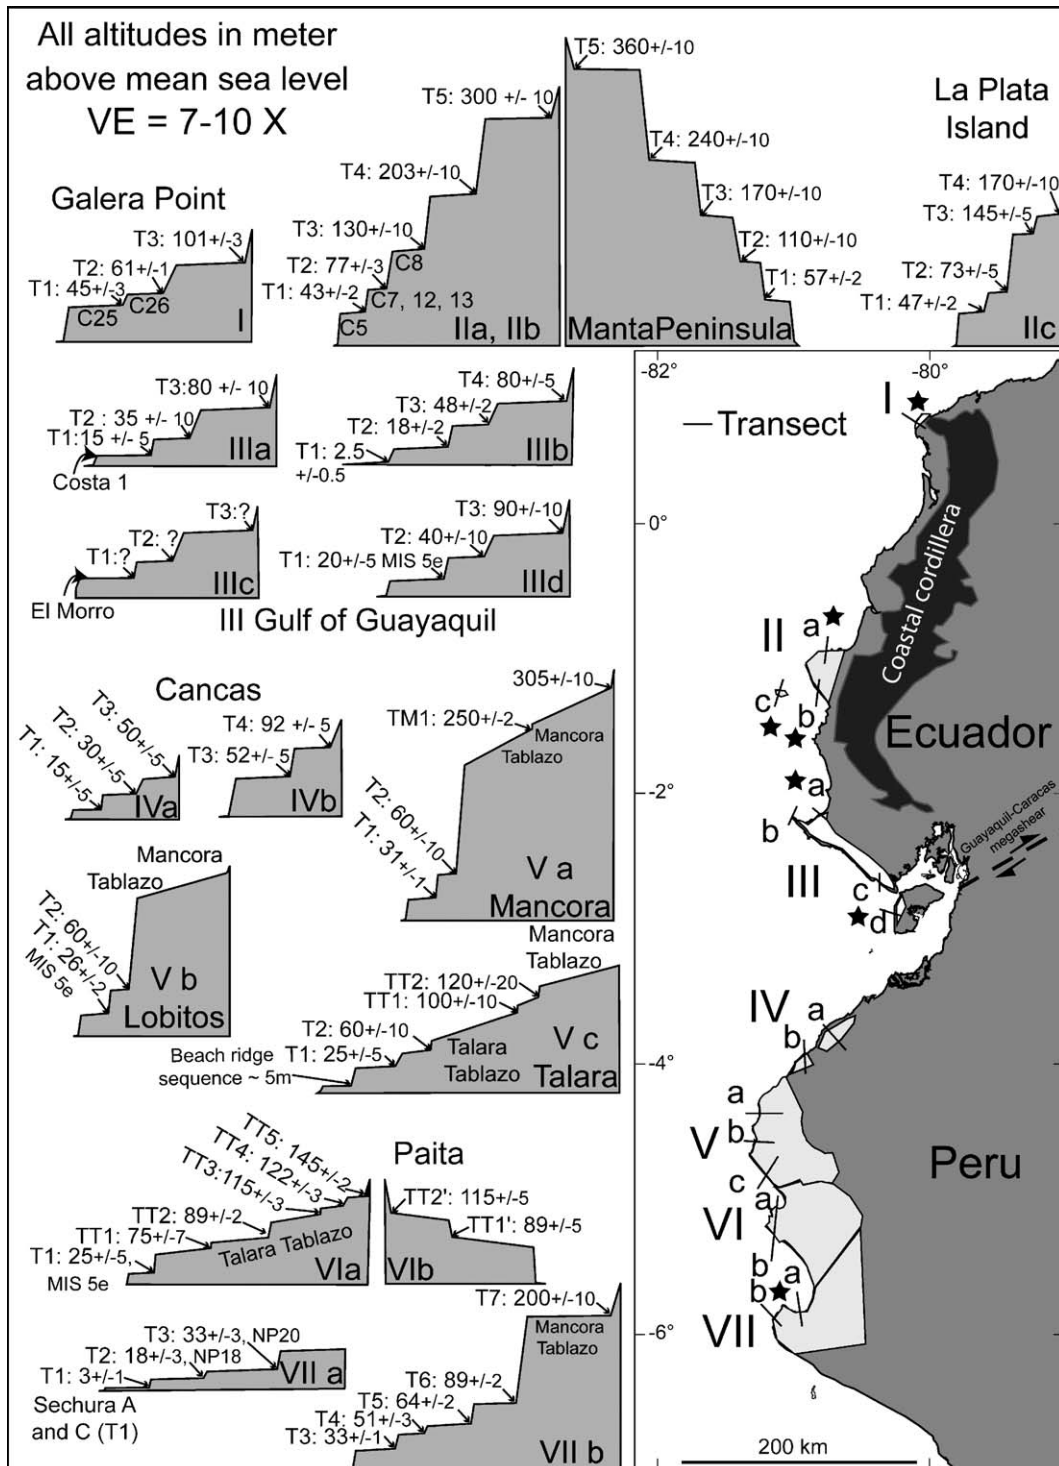 All altitudes in meter
above mean sea level
VE = 7-10 X
Galera Point
T3: 101+/-3
T2: 61+/-1
T1: 45+/-3
C26
C25
I
T5: 300 +/- 10
T4: 203+/-10
T3: 130+/-10
C8
T2: 77+/-3
T1: 43+/-2
C7, 12, 13
C5
IIa, IIb
T5: 360+/-10
T4: 240+/-10
T3: 170+/-10
T2: 110+/-10
T1: 57+/-2
MantaPeninsula
La Plata
Island
T4: 170+/-10
T3: 145+/-5
T2: 73+/-5
T1: 47+/-2
IIc
T3:80 +/- 10
T2 : 35 +/- 10
T1:15 +/- 5
IIIa
Costa 1
T4: 80+/-5
T3: 48+/-2
T2: 18+/-2
T1: 2.5
+/-0.5
IIIb
T3:?
T2: ?
T1:?
IIIc
El Morro
T3: 90+/-10
T2: 40+/-10
T1: 20+/-5 MIS 5e
IIId
III Gulf of Guayaquil
Cancas
T3: 50+/-5
T2: 30+/-5
T1: 15+/-5
IVa
T4: 92 +/- 5
T3: 52+/- 5
IVb
305+/-10
TM1: 250+/-2
Mancora
Tablazo
T2: 60+/-10
T1: 31+/-1
V a
Mancora
Mancora
Tablazo
T2: 60+/-10
T1: 26+/-2
MIS 5e
V b
Lobitos
Mancora
Tablazo
TT2: 120+/-20
TT1: 100+/-10
T2: 60+/-10
T1: 25+/-5
Beach ridge
sequence ~ 5m
Talara
Tablazo
V c
Talara
TT5: 145+/-2
TT4: 122+/-3
TT3:115+/-3
TT2: 89+/-2
TT1: 75+/-7
T1: 25+/-5,
MIS 5e
Talara Tablazo
VIa
Paita
TT2': 115+/-5
TT1': 89+/-5
VIb
T3: 33+/-3, NP20
T2: 18+/-3, NP18
T1: 3+/-1
VII a
Sechura A
and C (T1)
T7: 200+/-10
Mancora
Tablazo
T6: 89+/-2
T5: 64+/-2
T4: 51+/-3
T3: 33+/-1
VII b
-82°
-80°
I
Transect
0°
Coastal cordillera
II
a
c
b
Ecuador
-2°
a
b
Guayaquil-Caracas
megashear
III
c
d
IV
a
b
-4°
a
V
b
c
Peru
a
VI
b
a
b
VII
-6°
200 km